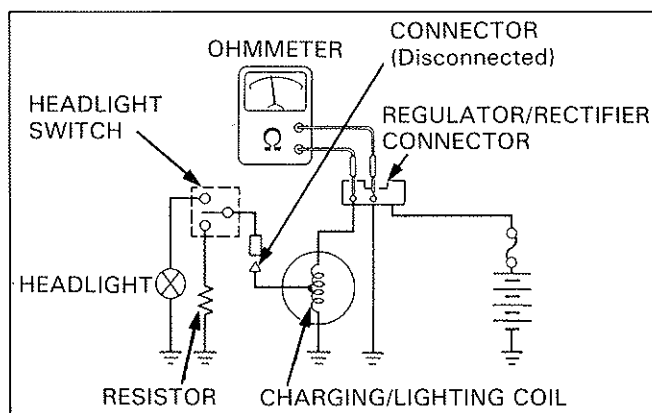 CONNECTOR
(Disconnected)
OHMMETER
Ω
HEADLIGHT
SWITCH
REGULATOR/RECTIFIER
CONNECTOR
HEADLIGHT
RESISTOR
CHARGING/LIGHTING COIL